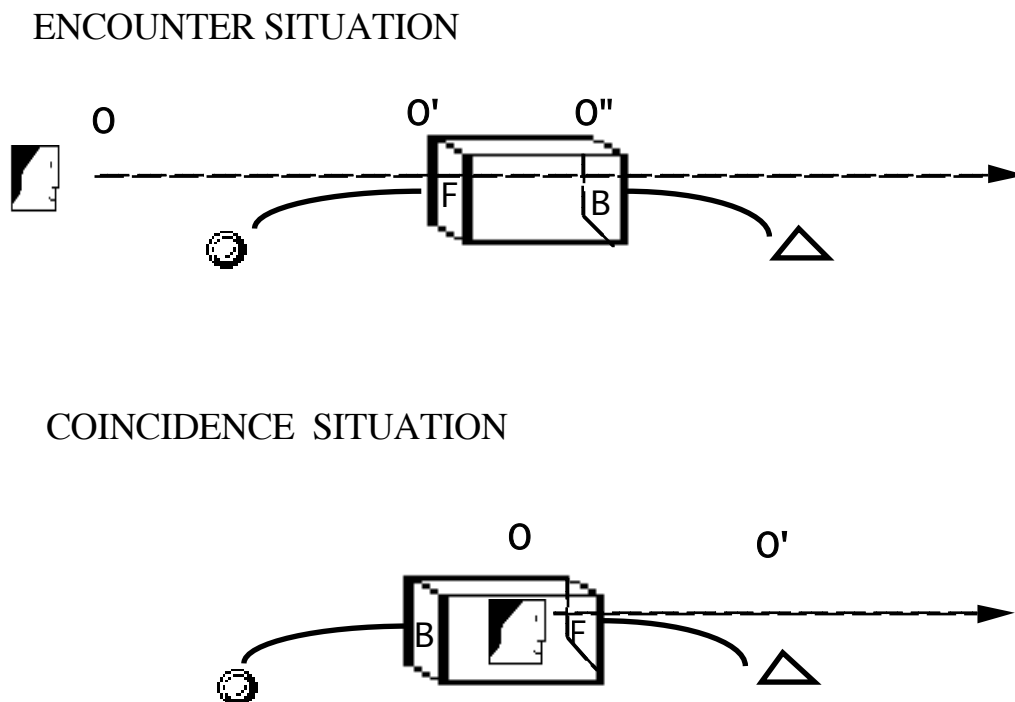 ENCOUNTER SITUATION
O O' O"
F B
COINCIDENCE SITUATION
O O'
B F